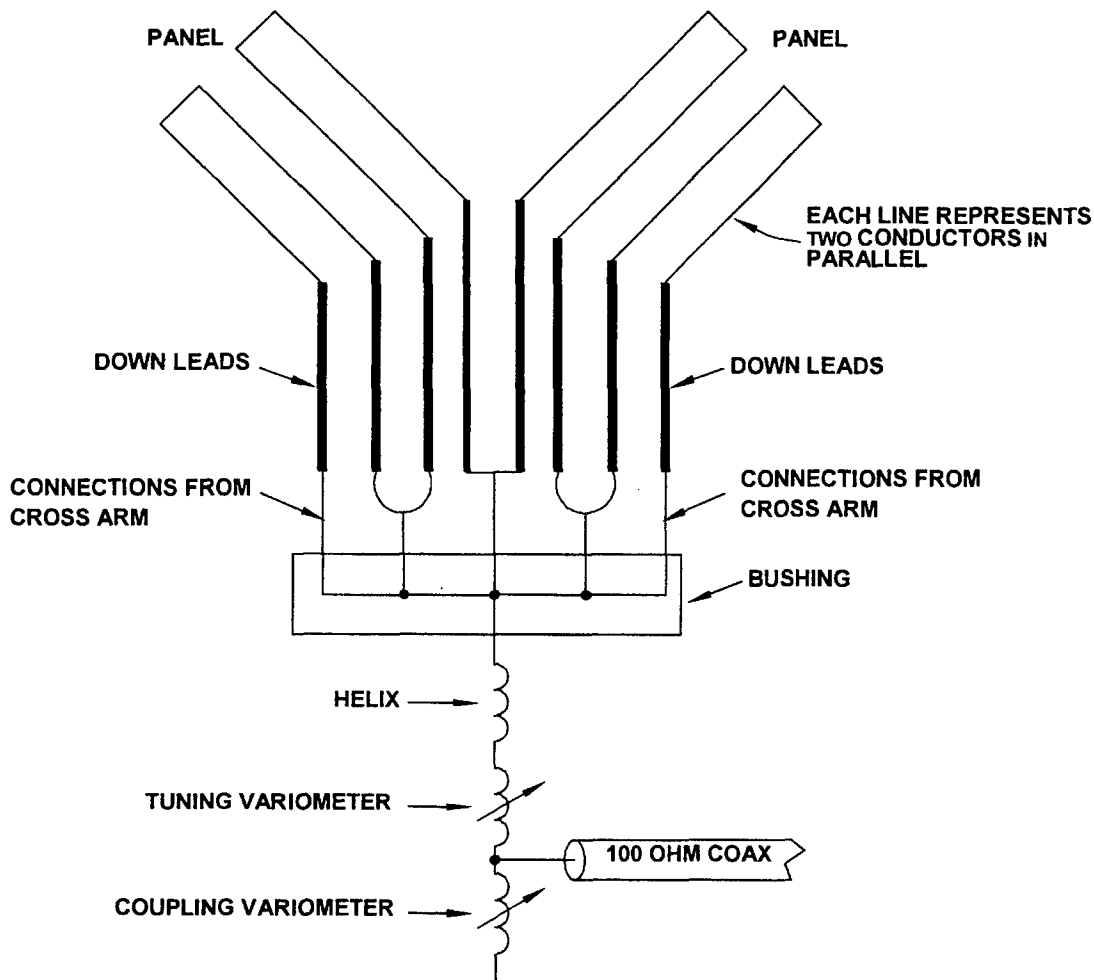 PANEL
PANEL
EACH LINE REPRESENTS
TWO CONDUCTORS IN
PARALLEL
DOWN LEADS
DOWN LEADS
CONNECTIONS FROM
CROSS ARM
CONNECTIONS FROM
CROSS ARM
BUSHING
HELIX
TUNING VARIOMETER
100 OHM COAX
COUPLING VARIOMETER